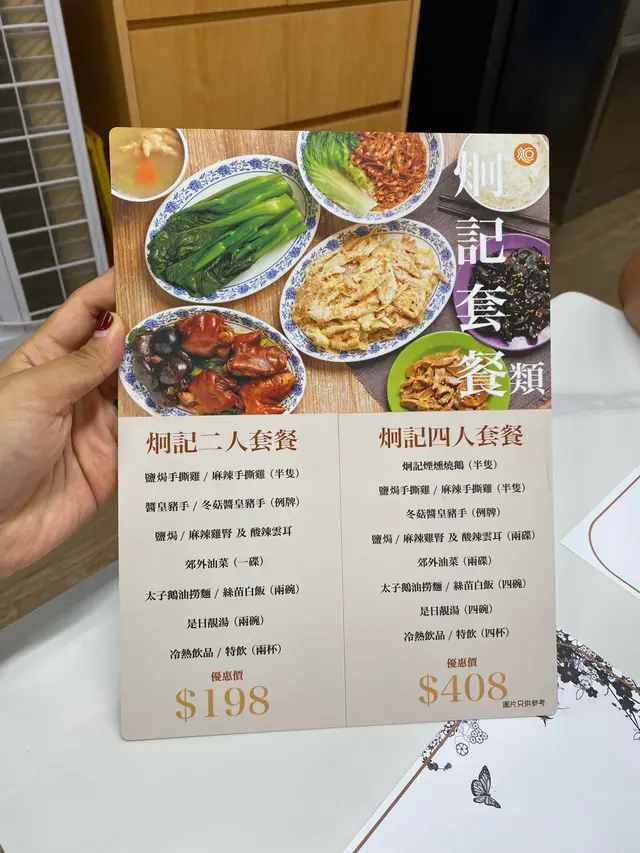 炯記套餐類
炯記二人套餐
鹽焗手撕雞 / 麻辣手撕雞（半隻）
醬皇豬手 / 冬菇醬皇豬手（例牌）
鹽焗 / 麻辣雞腎 及 酸辣雲耳
郊外油菜（一碟）
太子鵝油撈麵 / 絲苗白飯（兩碗）
是日靚湯（兩碗）
冷熱飲品 / 特飲（兩杯）
優惠價
$198
炯記四人套餐
炯記煙燻燒鵝（半隻）
鹽焗手撕雞 / 麻辣手撕雞（半隻）
冬菇醬皇豬手（例牌）
鹽焗 / 麻辣雞腎 及 酸辣雲耳（兩碟）
郊外油菜（兩碟）
太子鵝油撈麵 / 絲苗白飯（四碗）
是日靚湯（四碗）
冷熱飲品 / 特飲（四杯）
優惠價
$408
圖片只供參考